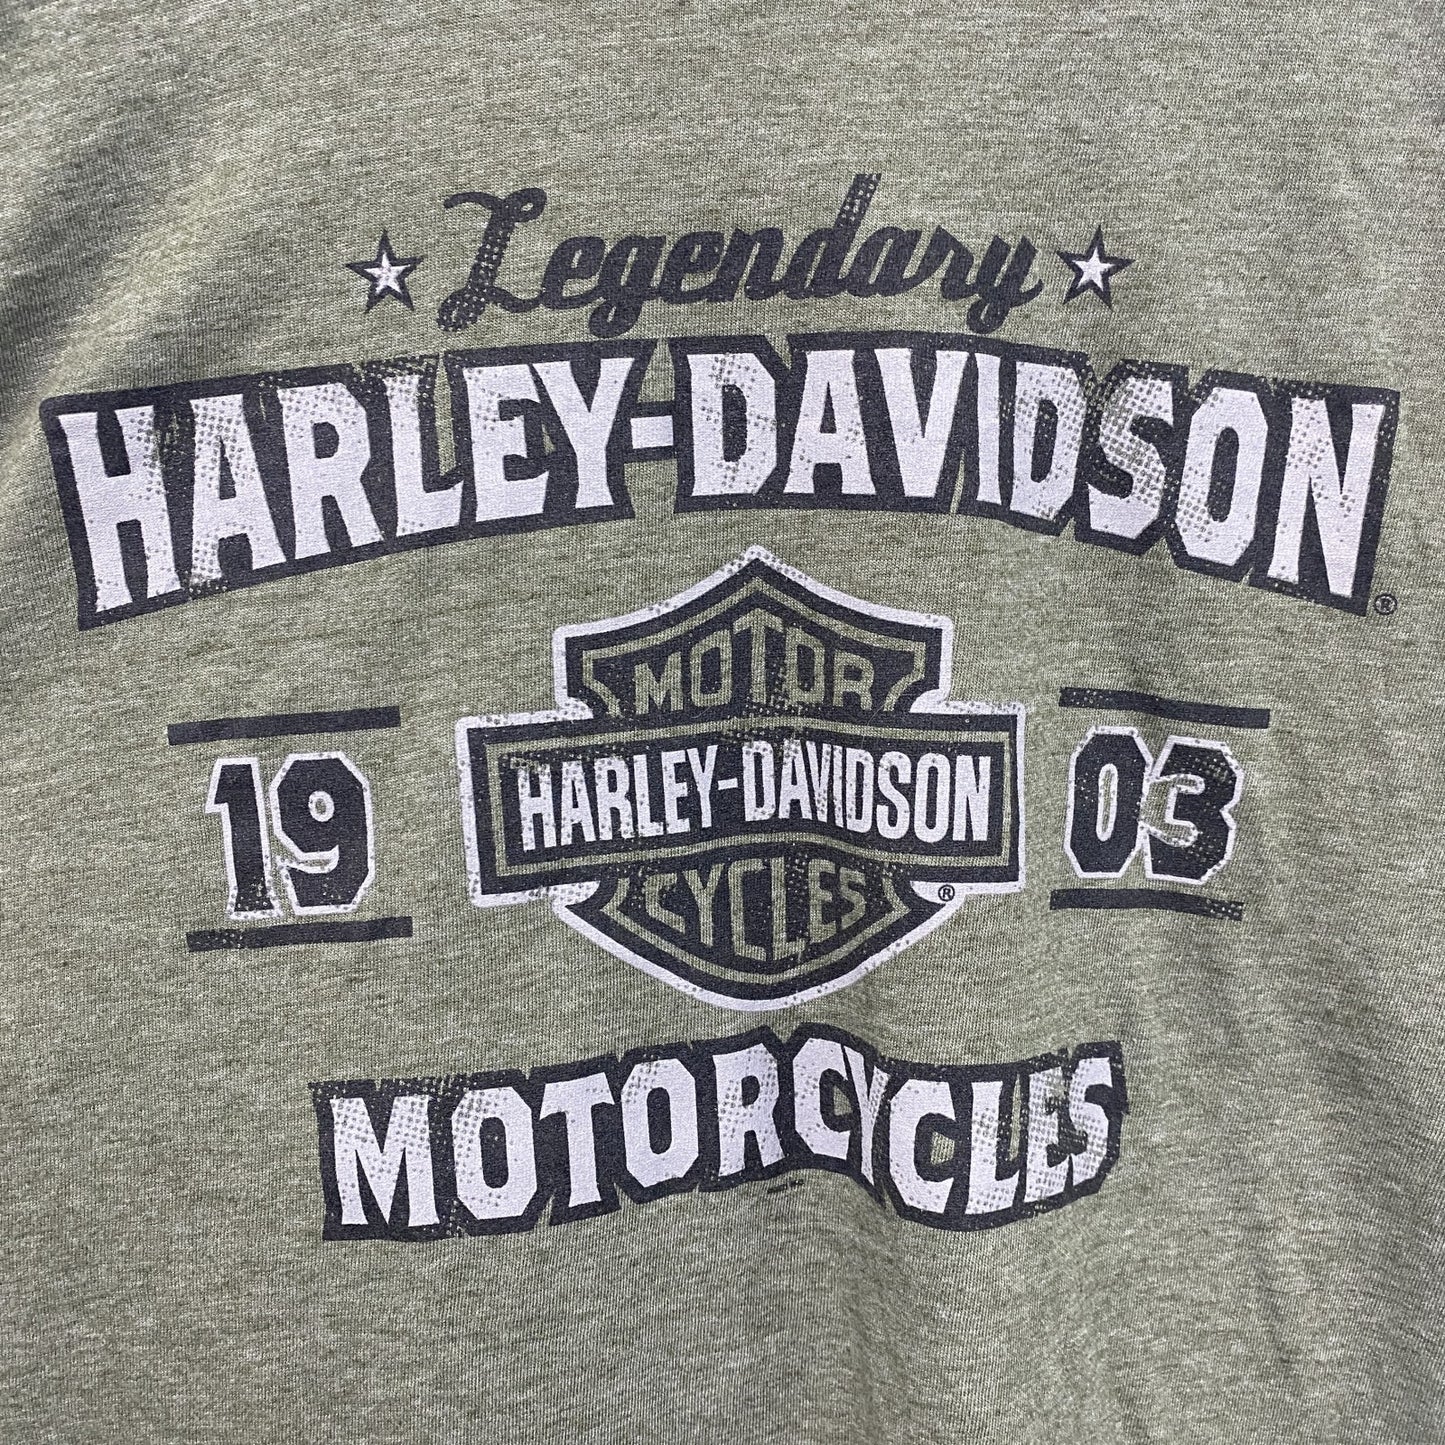 Legendary
HARLEY-DAVIDSON®
MOTOR
19 HARLEY-DAVIDSON 03
CYCLES®
MOTORCYCLES